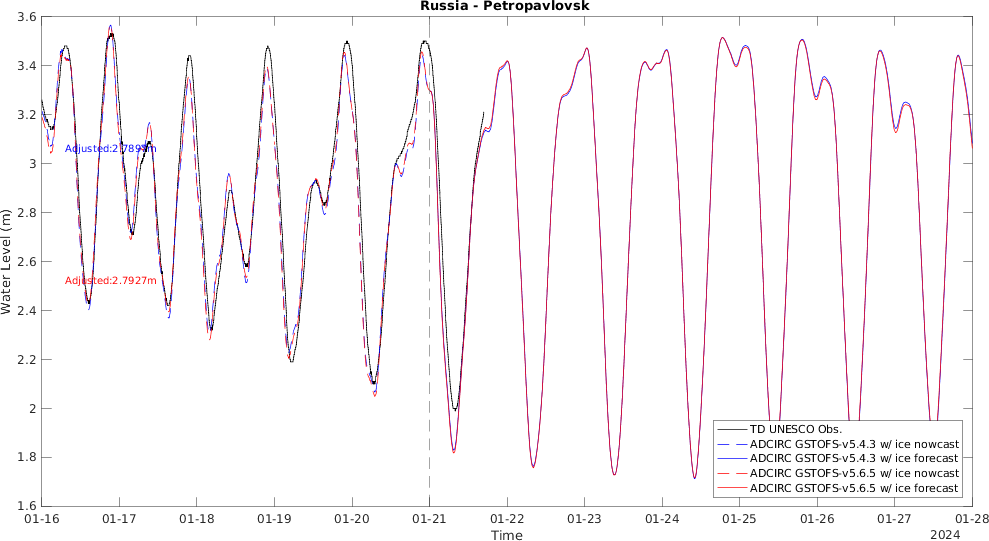 Russia - Petropavlovsk
3.6
3.4
3.2
3
2.8
2.6
2.4
2.2
2
1.8
1.6
Water Level (m)
Adjusted:2.7897m
Adjusted:2.7927m
TD UNESCO Obs.
ADCIRC GSTOFS-v5.4.3 w/ ice nowcast
ADCIRC GSTOFS-v5.4.3 w/ ice forecast
ADCIRC GSTOFS-v5.6.5 w/ ice nowcast
ADCIRC GSTOFS-v5.6.5 w/ ice forecast
01-16 01-17 01-18 01-19 01-20 01-21 01-22 01-23 01-24 01-25 01-26 01-27 01-28
Time
2024